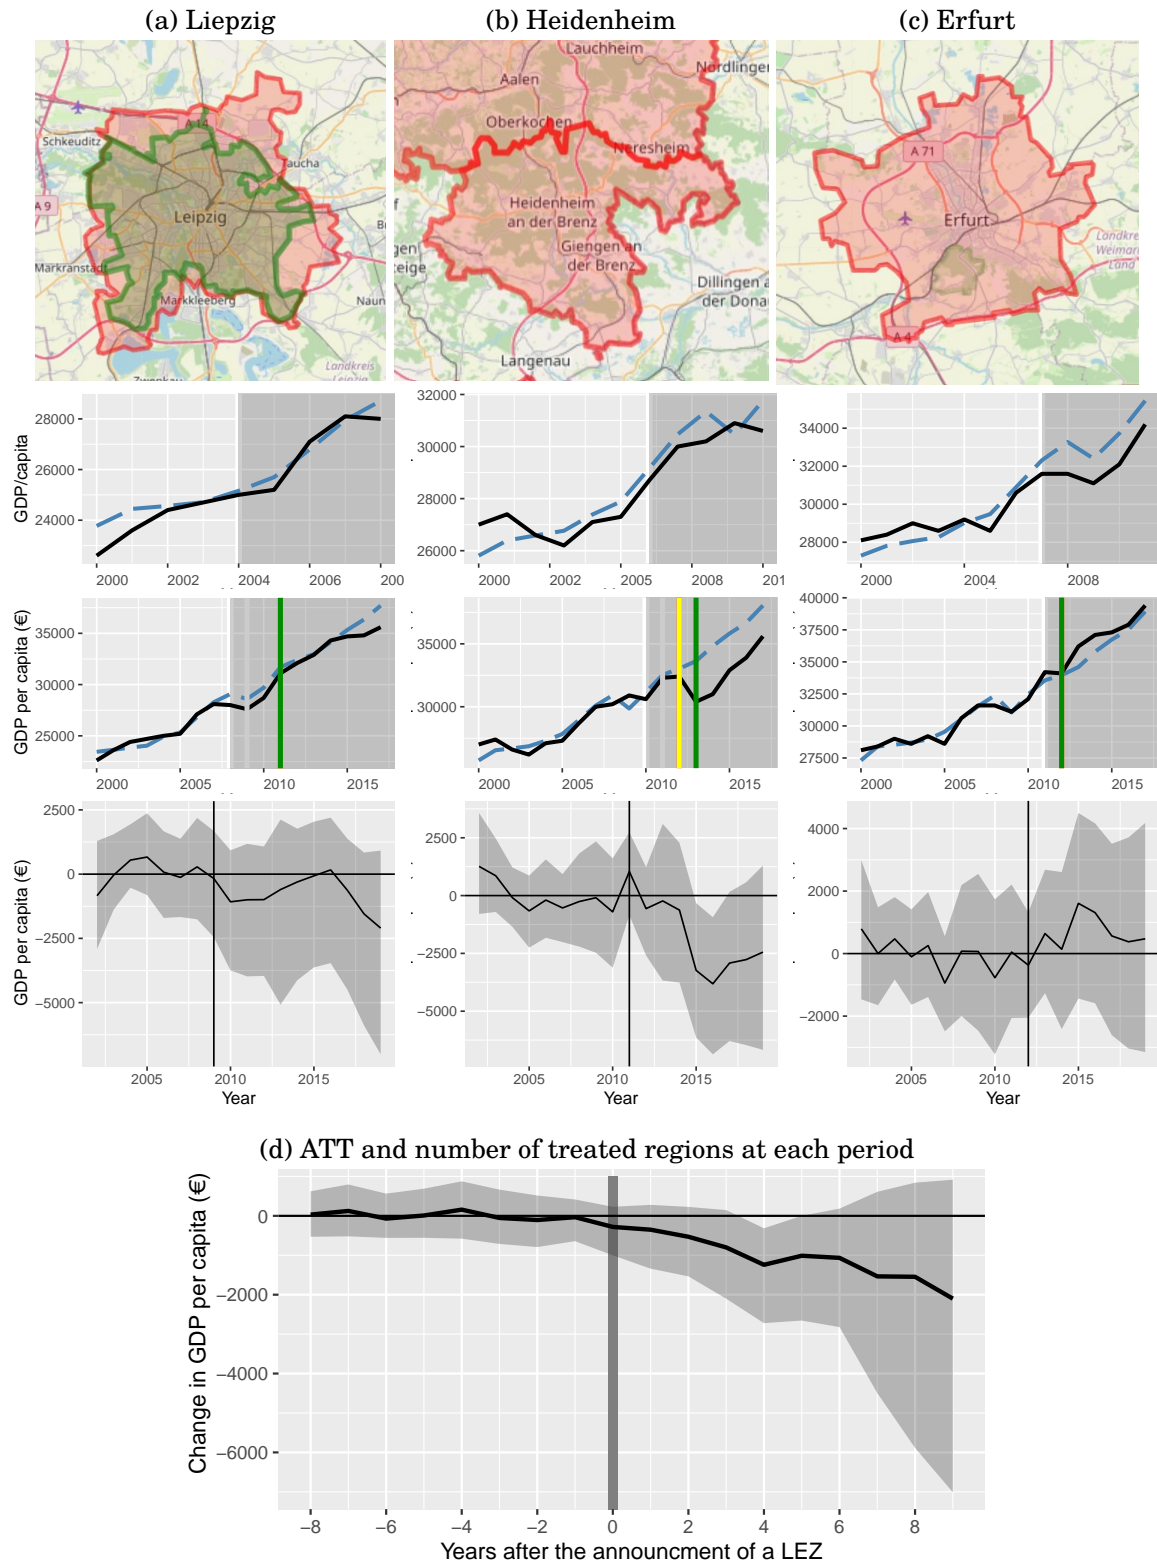 (a) Liepzig
(b) Heidenheim
(c) Erfurt
A 14
Schkeuditz
Taucha
A 9
Leipzig
Markranstädt
Markkleeberg
Naun
Zwenkau
Landkreis
Leipzig
Lauchheim
Nördlinger
Aalen
Oberkochen
Neresheim
Heidenheim
an der Brenz
Giengen an
der Brenz
gen
eige
Dillingen a
der Dona
Langenau
A 71
Erfurt
Landkre
Weimar
Land
A 4
GDP/capita
28000
26000
24000
2000 2002 2004 2006 200
32000
30000
28000
26000
2000 2002 2005 2008 201
34000
32000
30000
28000
2000 2004 2008
GDP per capita (€)
35000
30000
25000
2000 2005 2010 2015
35000
30000
2000 2005 2010 2015
40000
37500
35000
32500
30000
27500
2000 2005 2010 2015
GDP per capita (€)
2500
0
−2500
−5000
2005 2010 2015
Year
2500
0
−2500
−5000
2005 2010 2015
Year
4000
2000
0
−2000
2005 2010 2015
Year
(d) ATT and number of treated regions at each period
Change in GDP per capita (€)
0
−2000
−4000
−6000
−8 −6 −4 −2 0 2 4 6 8
Years after the announcment of a LEZ